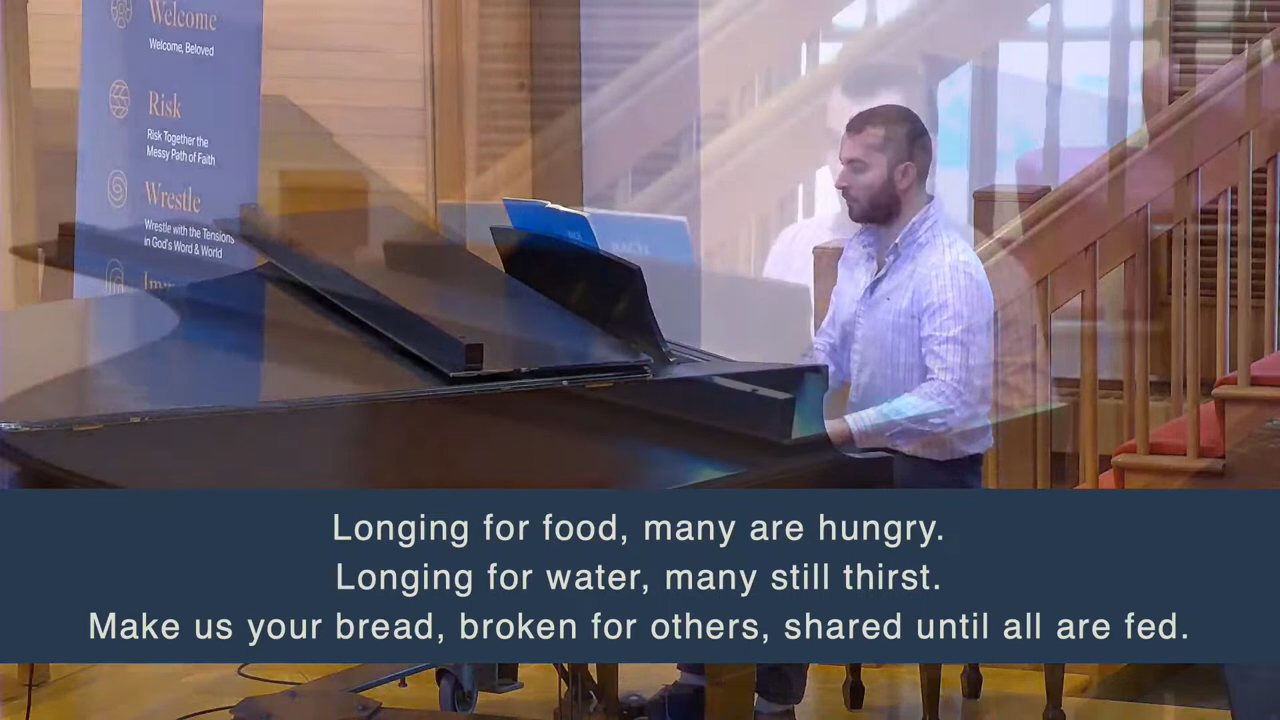 Welcome
Welcome, Beloved
Risk
Risk Together the
Messy Path of Faith
Wrestle
Wrestle with the Tensions
in God's Word & World
BACH
Longing for food, many are hungry.
Longing for water, many still thirst.
Make us your bread, broken for others, shared until all are fed.